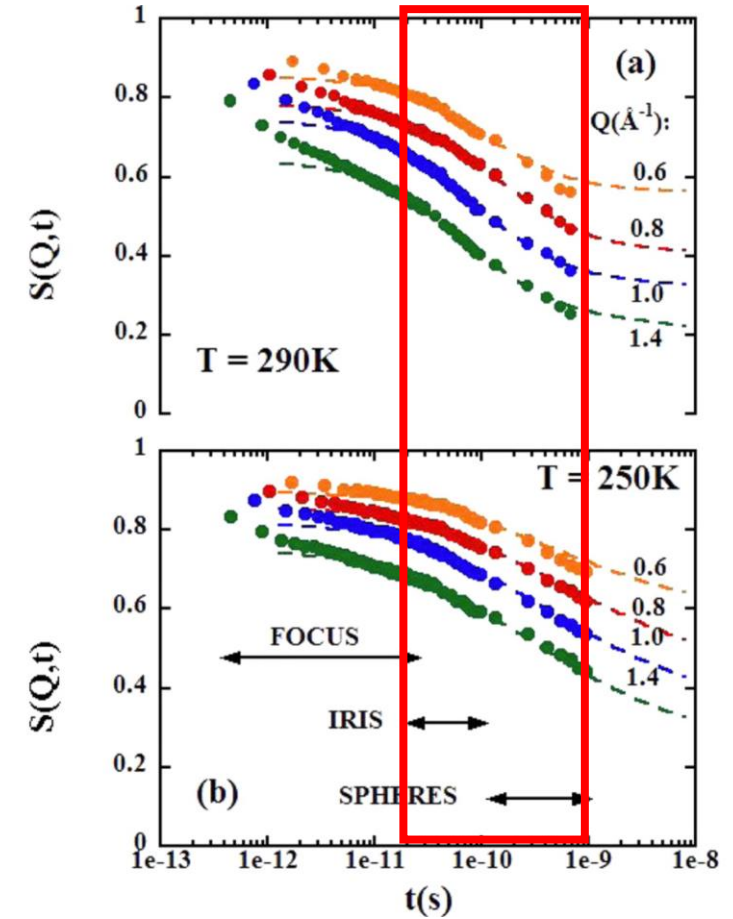 1
(a)
0.8
Q(Å⁻¹):
0.6
0.6
0.8
S(Q,t)
0.4
1.0
0.2
1.4
T = 290K
0
1
T = 250K
0.8
0.6
0.6
0.8
FOCUS
1.0
S(Q,t)
0.4
1.4
IRIS
0.2
(b)
SPHERES
0
1e-13 1e-12 1e-11 1e-10 1e-9 1e-8
t(s)